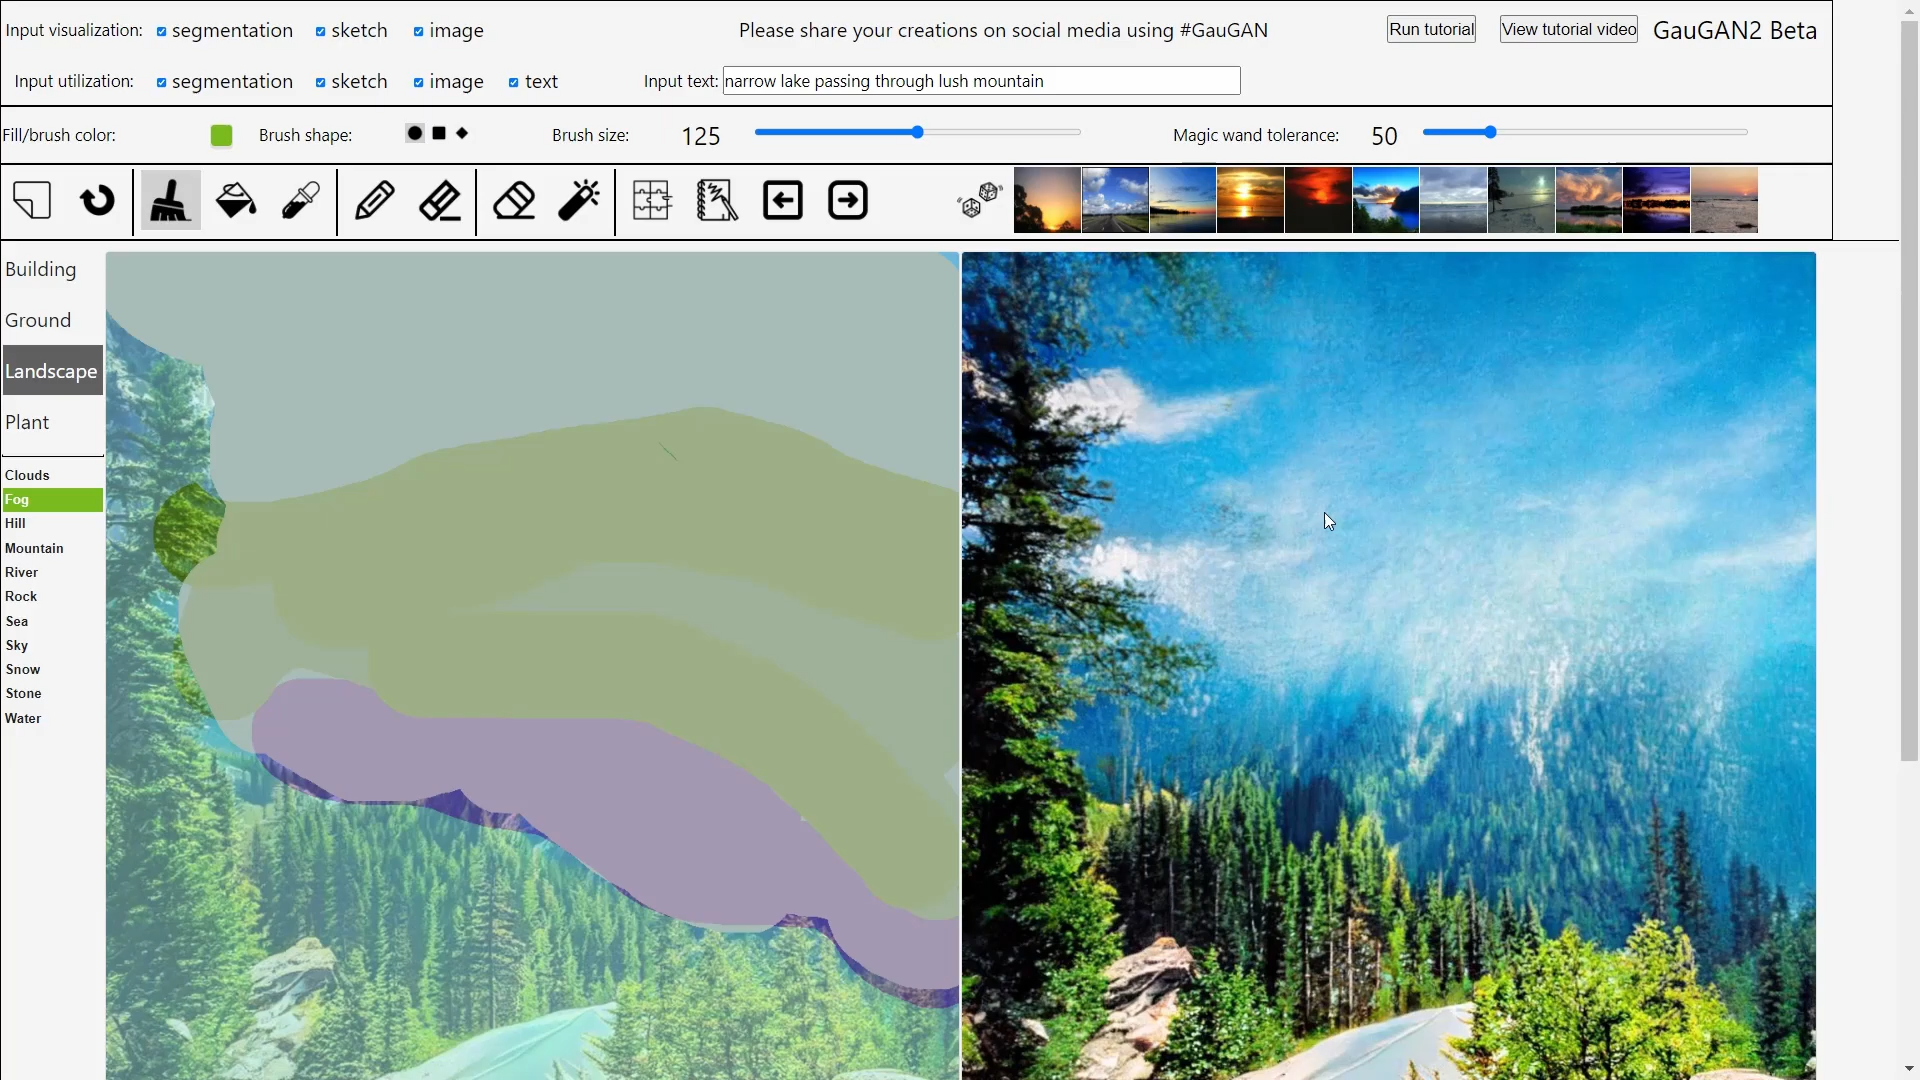 Input visualization: segmentation sketch image Please share your creations on social media using #GauGAN Run tutorial View tutorial video GauGAN2 Beta
Input utilization: segmentation sketch image text Input text: narrow lake passing through lush mountain
Fill/brush color: Brush shape: Brush size: 125 Magic wand tolerance: 50
Building
Ground
Landscape
Plant
Clouds
Fog
Hill
Mountain
River
Rock
Sea
Sky
Snow
Stone
Water